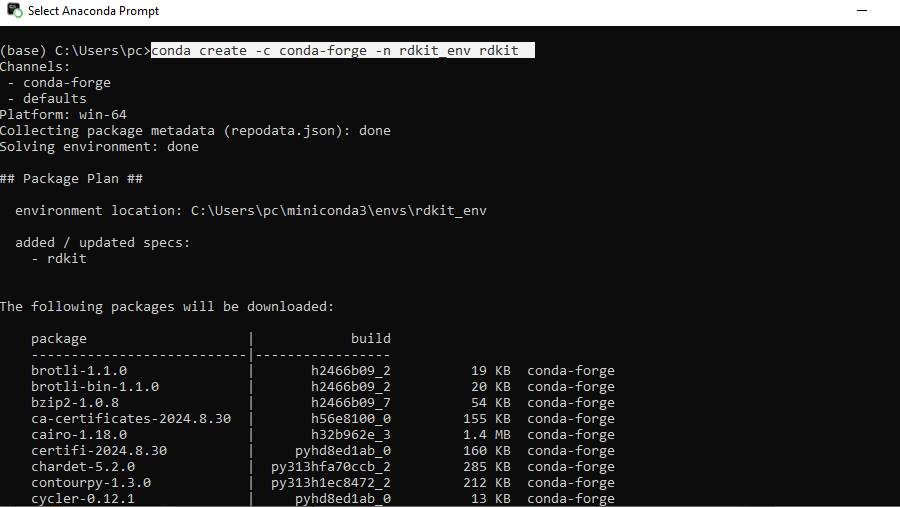 Select Anaconda Prompt
(base) C:\Users\pc>conda create -c conda-forge -n rdkit_env rdkit
Channels:
 - conda-forge
 - defaults
Platform: win-64
Collecting package metadata (repodata.json): done
Solving environment: done
## Package Plan ##
  environment location: C:\Users\pc\miniconda3\envs\rdkit_env
  added / updated specs:
    - rdkit
The following packages will be downloaded:
    package                    |            build
    ---------------------------|-----------------
    brotli-1.1.0               |       h2466b09_2          19 KB  conda-forge
    brotli-bin-1.1.0           |       h2466b09_2          20 KB  conda-forge
    bzip2-1.0.8                |       h2466b09_7          54 KB  conda-forge
    ca-certificates-2024.8.30  |       h56e8100_0         155 KB  conda-forge
    cairo-1.18.0               |       h32b962e_3         1.4 MB  conda-forge
    certifi-2024.8.30          |     pyhd8ed1ab_0         160 KB  conda-forge
    chardet-5.2.0              |  py313hfa70ccb_2         285 KB  conda-forge
    contourpy-1.3.0            |  py313h1ec8472_2         212 KB  conda-forge
    cycler-0.12.1              |     pyhd8ed1ab_0          13 KB  conda-forge